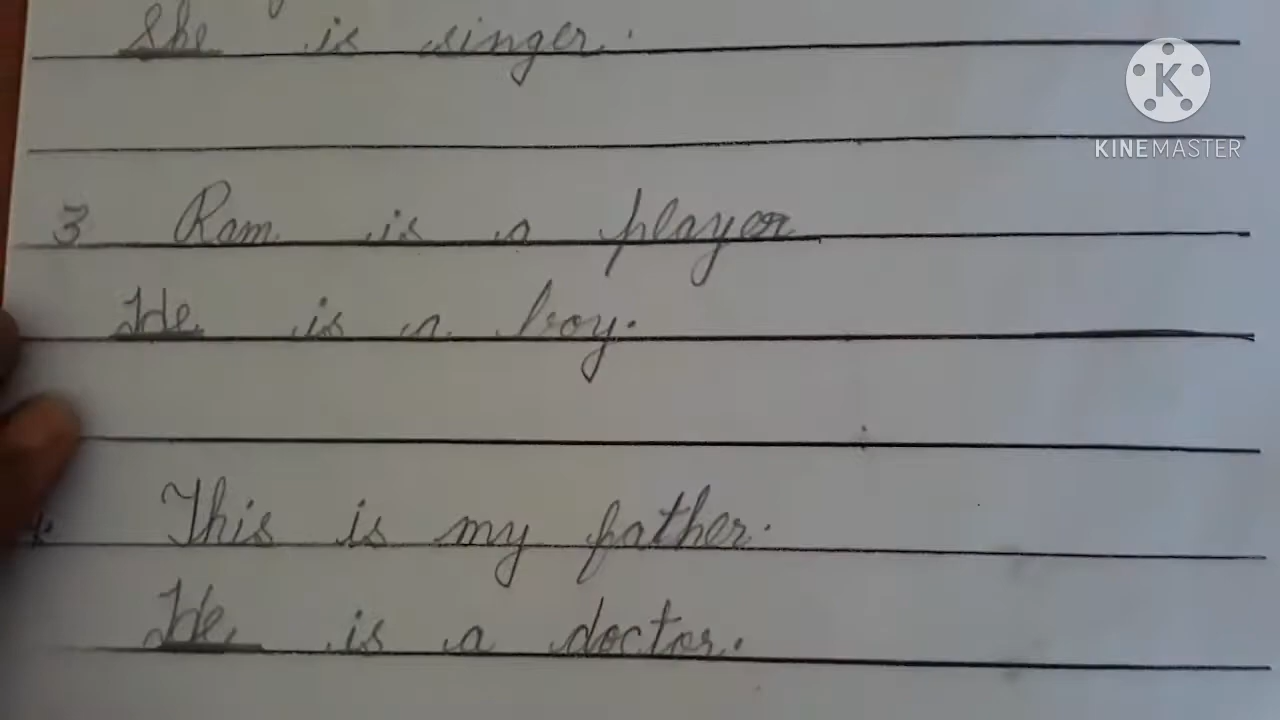 She is singer.
K
KINEMASTER
3 Ram is a player
He is a boy.
This is my father.
He is a doctor.